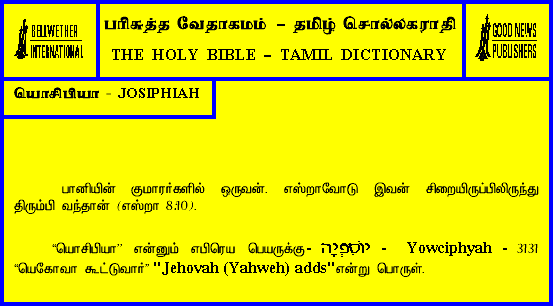 BELLWETHER
INTERNATIONAL
பரிசுத்த வேதாகமம் – தமிழ் சொல்லகராதி
THE HOLY BIBLE – TAMIL DICTIONARY
GOOD NEWS
PUBLISHERS
யொசிபியா - JOSIPHIAH
பானியின் குமாரர்களில் ஒருவன். எஸ்றாவோடு இவன் சிறையிருப்பிலிருந்து
திரும்பி வந்தான் (எஸ்றா 8:10).
“யொசிபியா” என்னும் எபிரெய பெயருக்கு- יוֹסִפְיָה - Yowciphyah - 3131
“யெகோவா கூட்டுவார்” "Jehovah (Yahweh) adds"என்று பொருள்.